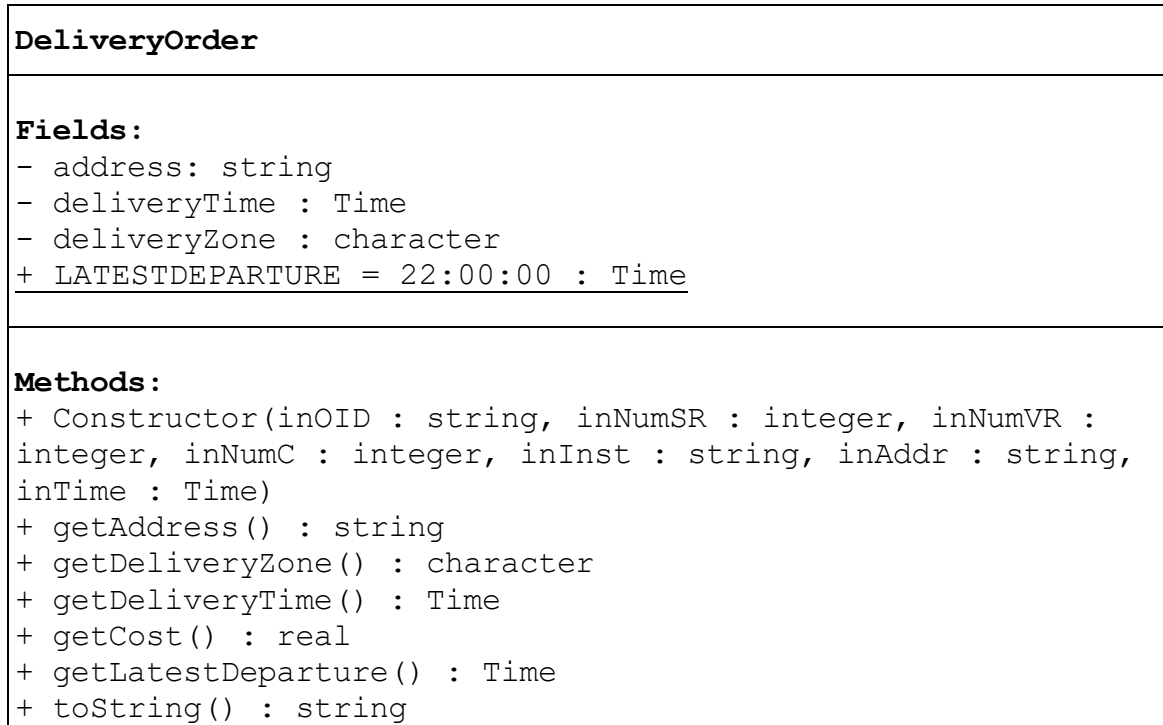 DeliveryOrder
Fields:
- address: string
- deliveryTime : Time
- deliveryZone : character
+ LATESTDEPARTURE = 22:00:00 : Time
Methods:
+ Constructor(inOID : string, inNumSR : integer, inNumVR :
integer, inNumC : integer, inInst : string, inAddr : string,
inTime : Time)
+ getAddress() : string
+ getDeliveryZone() : character
+ getDeliveryTime() : Time
+ getCost() : real
+ getLatestDeparture() : Time
+ toString() : string